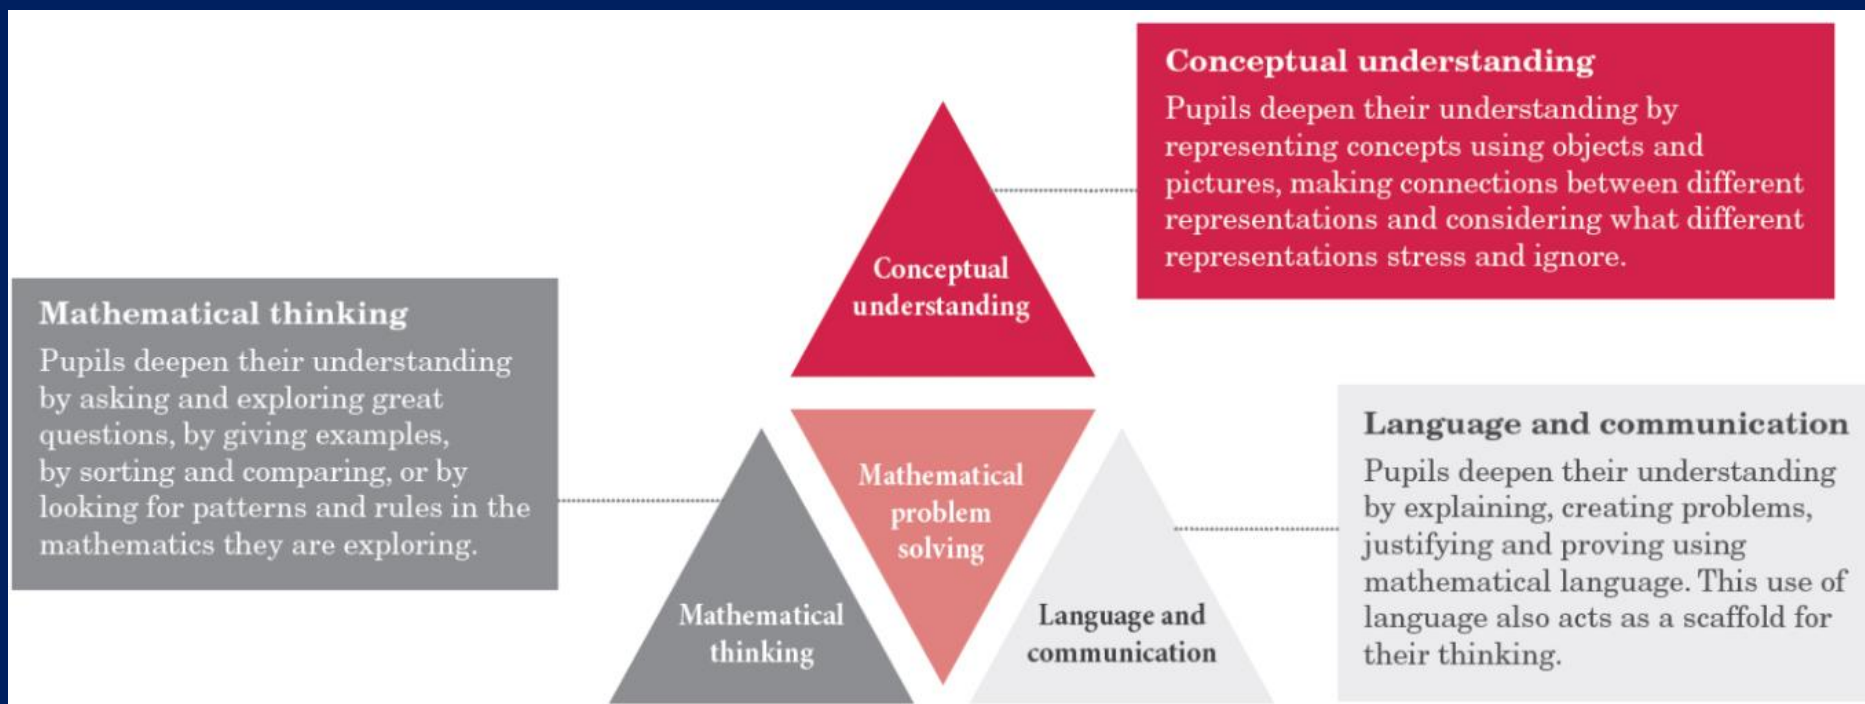 Conceptual understanding
Pupils deepen their understanding by
representing concepts using objects and
pictures, making connections between different
representations and considering what different
representations stress and ignore.
Conceptual
understanding
Mathematical thinking
Pupils deepen their understanding
by asking and exploring great
questions, by giving examples,
by sorting and comparing, or by
looking for patterns and rules in the
mathematics they are exploring.
Mathematical
problem
solving
Mathematical
thinking
Language and
communication
Language and communication
Pupils deepen their understanding
by explaining, creating problems,
justifying and proving using
mathematical language. This use of
language also acts as a scaffold for
their thinking.